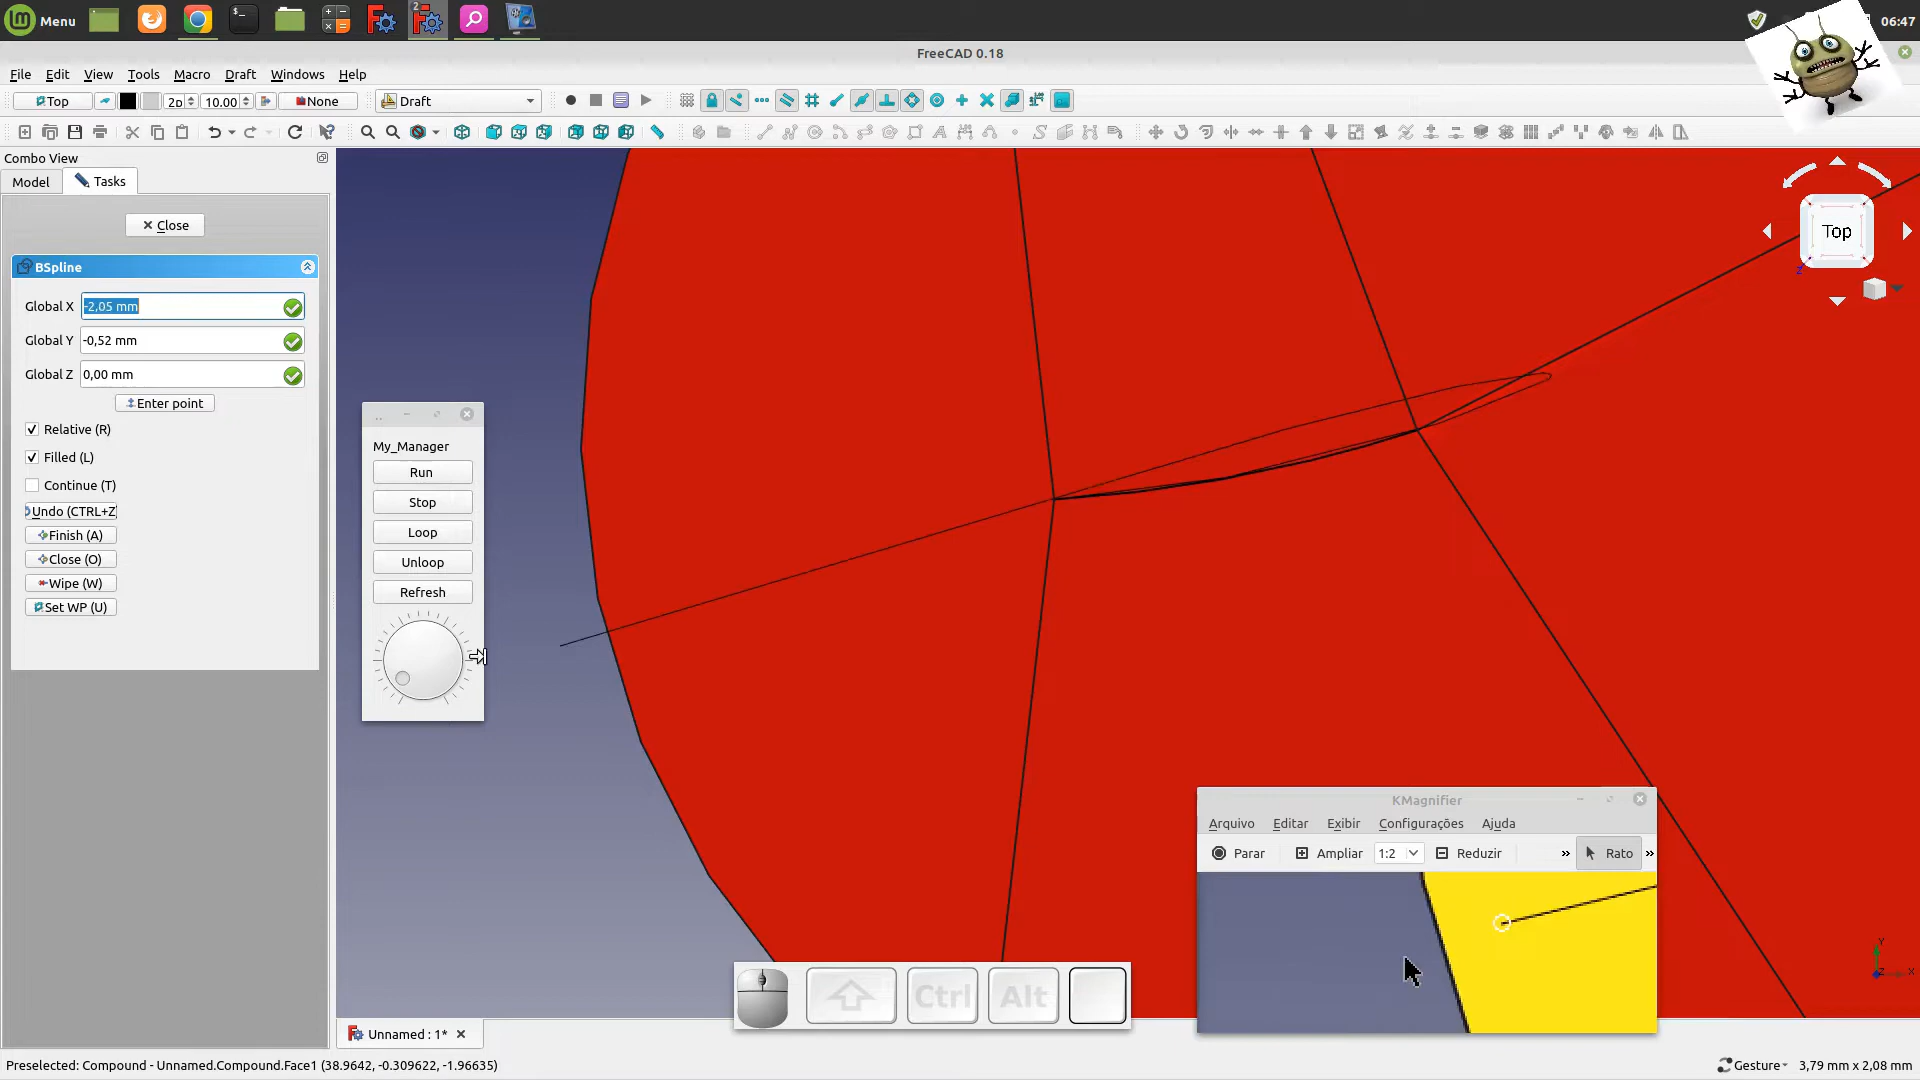 Menu
2
06:47
FreeCAD 0.18
File Edit View Tools Macro Draft Windows Help
Top
2p
10.00
None
Draft
Combo View
Model
Tasks
Close
BSpline
Global X -2,05 mm
Global Y -0,52 mm
Global Z 0,00 mm
Enter point
Relative (R)
Filled (L)
Continue (T)
Undo (CTRL+Z
Finish (A)
Close (O)
Wipe (W)
Set WP (U)
..
My_Manager
Run
Stop
Loop
Unloop
Refresh
Top
Z
KMagnifier
Arquivo Editar Exibir Configurações Ajuda
Parar Ampliar 1:2 Reduzir » Rato »
Ctrl Alt
Y
Z X
Unnamed : 1*
Preselected: Compound - Unnamed.Compound.Face1 (38.9642, -0.309622, -1.96635)
Gesture 3,79 mm x 2,08 mm